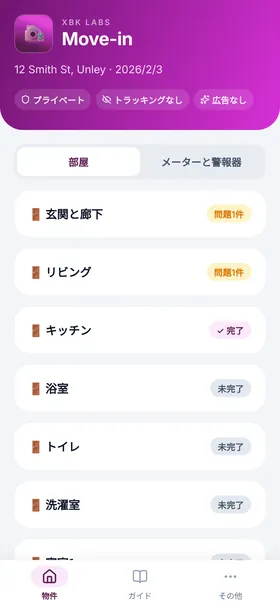 XBK LABS
Move-in
12 Smith St, Unley · 2026/2/3
プライベート
トラッキングなし
広告なし
部屋
メーターと警報器
玄関と廊下
問題1件
リビング
問題1件
キッチン
✓ 完了
浴室
未完了
トイレ
未完了
洗濯室
未完了
物件
ガイド
その他